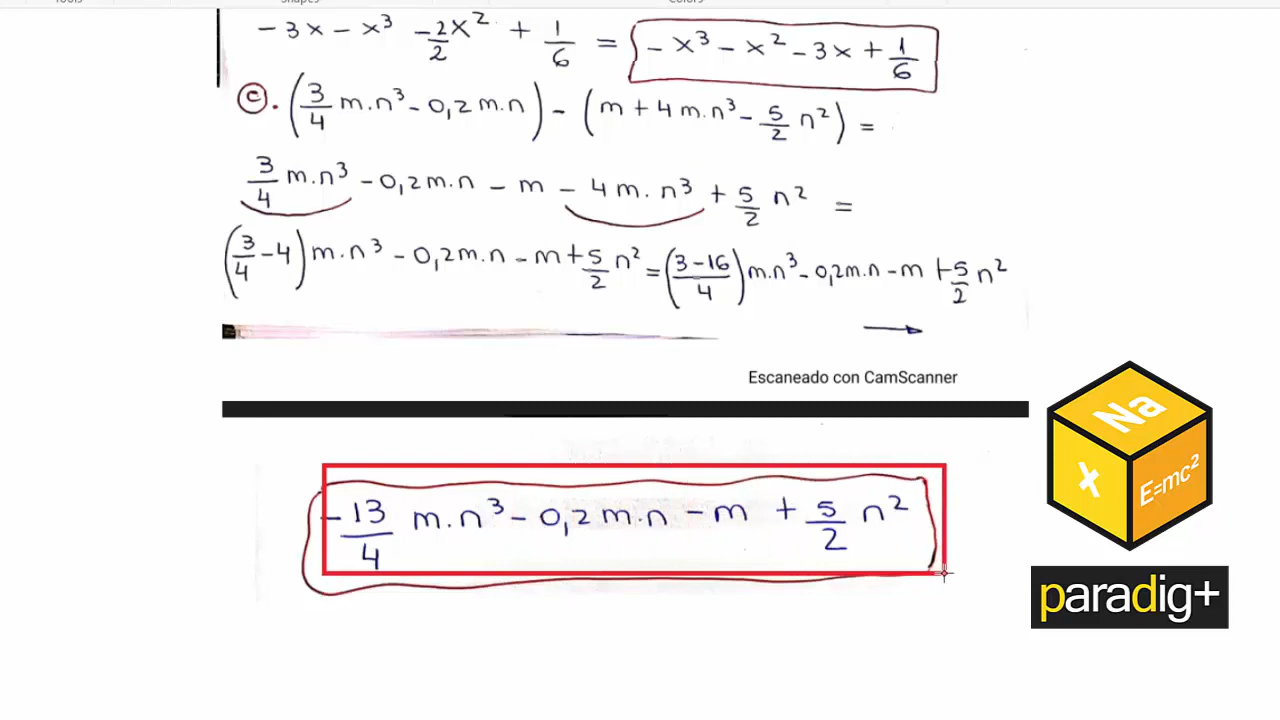 -3x - x³ -2/2 x² + 1/6 = -x³ - x² - 3x + 1/6
c. (3/4 m.n³ - 0,2 m.n) - (m + 4 m.n³ - 5/2 n²) =
3/4 m.n³ - 0,2 m.n - m - 4 m.n³ + 5/2 n² =
(3/4 - 4) m.n³ - 0,2 m.n - m + 5/2 n² = (3-16/4) m.n³ - 0,2 m.n - m + 5/2 n²
Escaneado con CamScanner
-13/4 m.n³ - 0,2 m.n - m + 5/2 n²
Na
x
E=mc²
paradig+